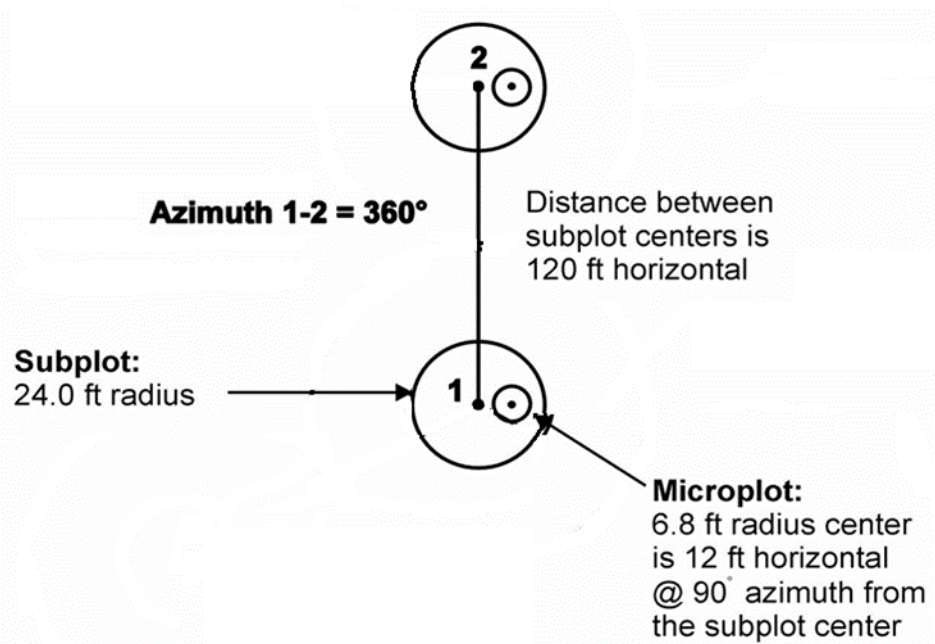 2
Azimuth 1-2 = 360°
Distance between
subplot centers is
120 ft horizontal
Subplot:
24.0 ft radius
1
Microplot:
6.8 ft radius center
is 12 ft horizontal
@ 90° azimuth from
the subplot center